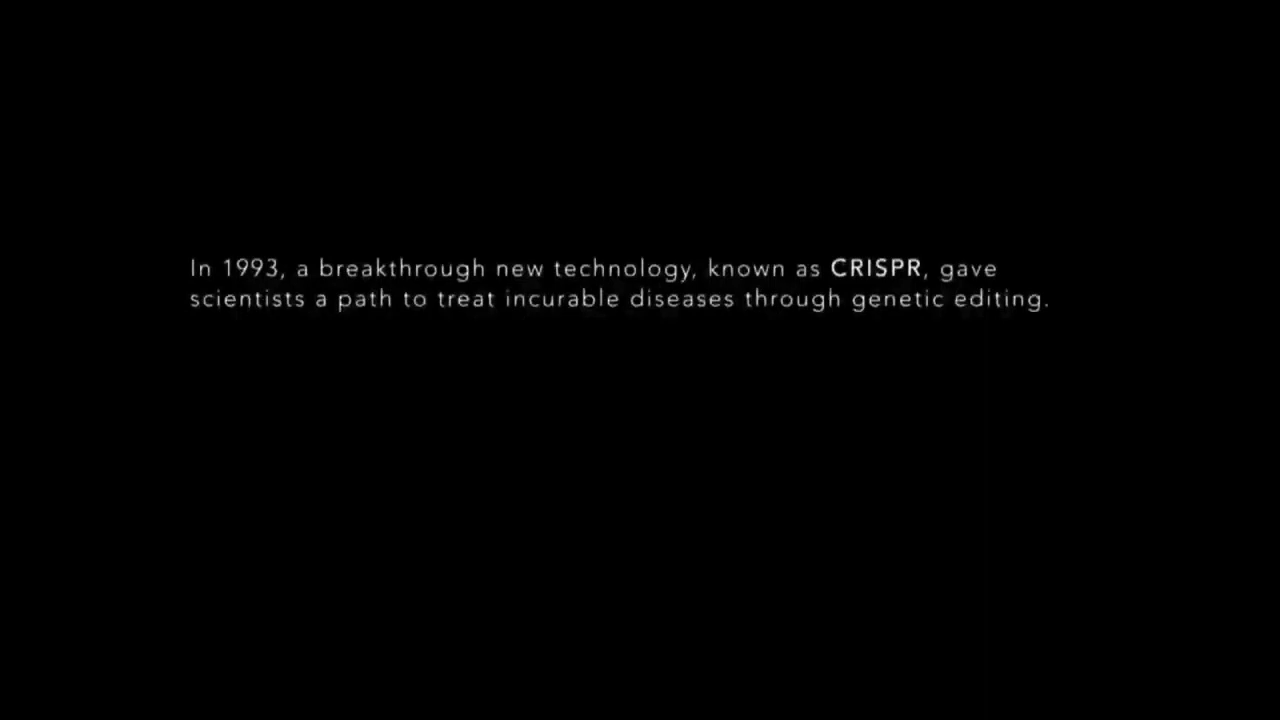 In 1993, a breakthrough new technology, known as CRISPR, gave
scientists a path to treat incurable diseases through genetic editing.